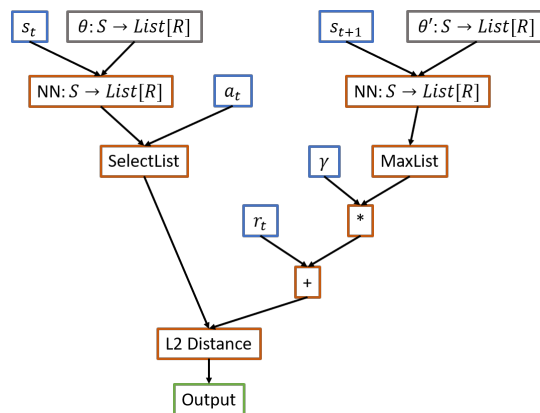 s_t
θ: S → List[R]
s_{t+1}
θ′: S → List[R]
NN: S → List[R]
NN: S → List[R]
a_t
SelectList
γ
MaxList
r_t
*
+
L2 Distance
Output